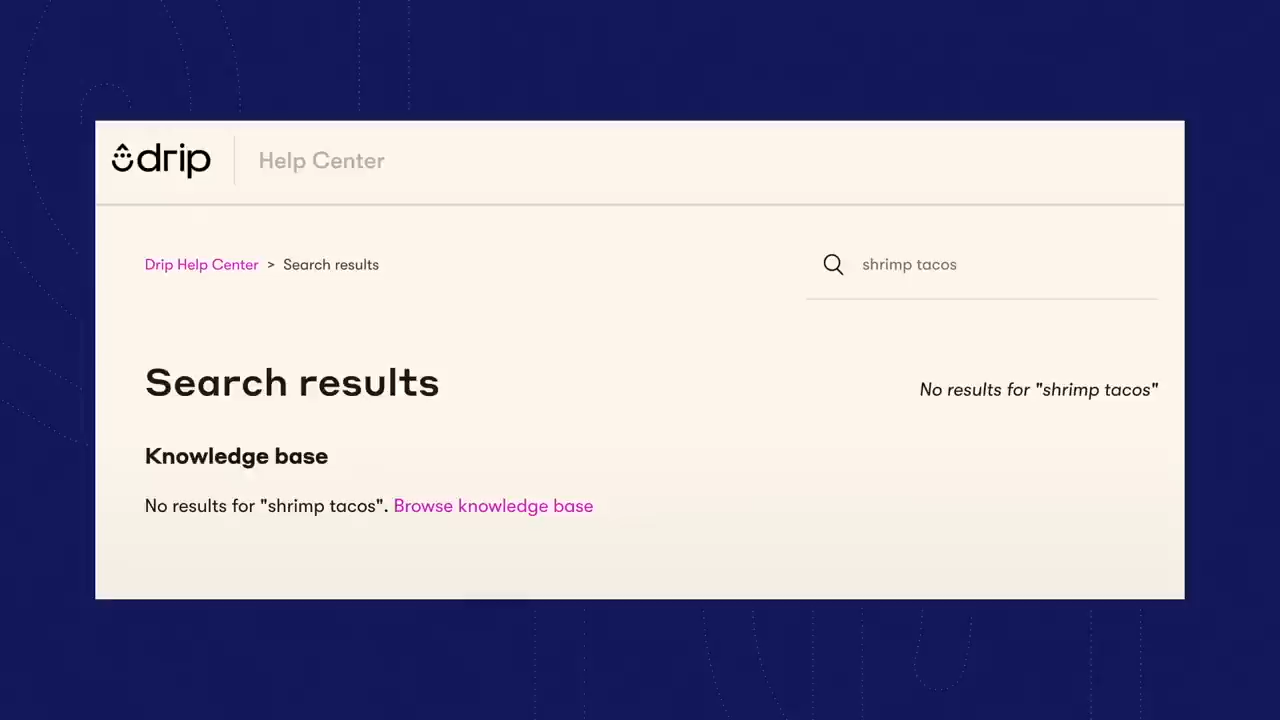 drip
Help Center
Drip Help Center > Search results
shrimp tacos
Search results
No results for "shrimp tacos"
Knowledge base
No results for "shrimp tacos". Browse knowledge base